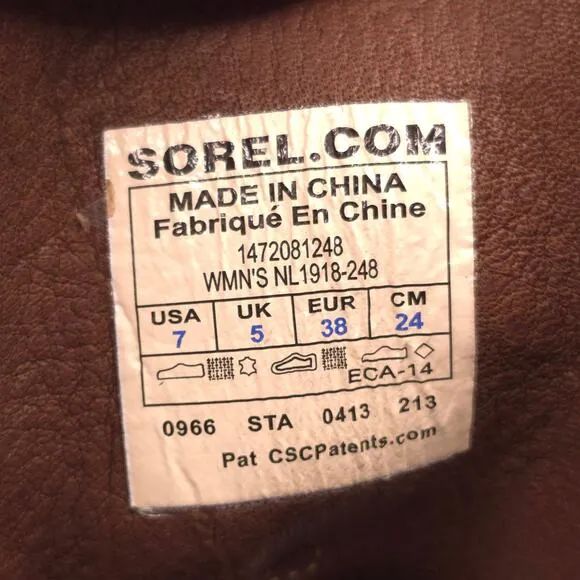 SOREL.COM
MADE IN CHINA
Fabriqué En Chine
1472081248
WMN'S NL1918-248
USA UK EUR CM
7 5 38 24
ECA-14
0966 STA 0413 213
Pat CSCPatents.com